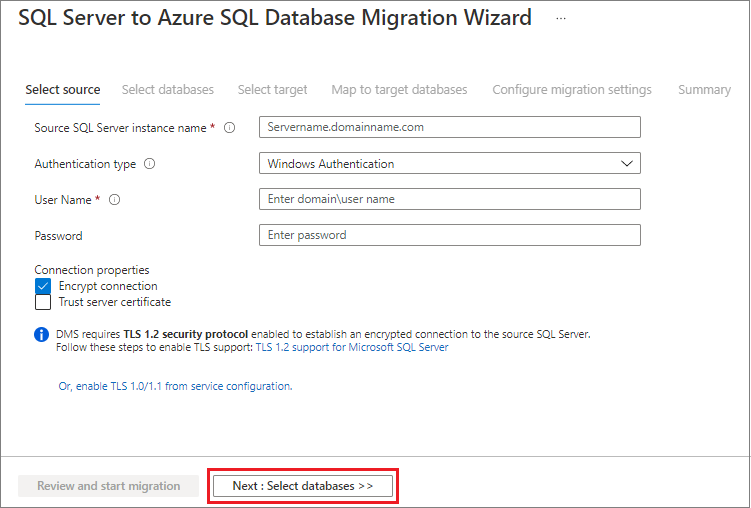 SQL Server to Azure SQL Database Migration Wizard ...
Select source Select databases Select target Map to target databases Configure migration settings Summary
Source SQL Server instance name * Servername.domainname.com
Authentication type Windows Authentication
User Name * Enter domain\user name
Password Enter password
Connection properties
Encrypt connection
Trust server certificate
DMS requires TLS 1.2 security protocol enabled to establish an encrypted connection to the source SQL Server.
Follow these steps to enable TLS support: TLS 1.2 support for Microsoft SQL Server
Or, enable TLS 1.0/1.1 from service configuration.
Review and start migration Next : Select databases >>